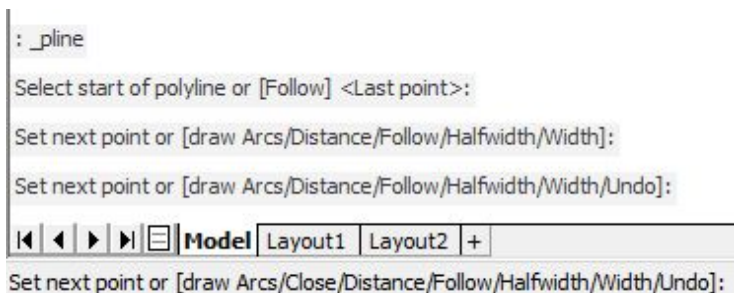 : _pline
Select start of polyline or [Follow] <Last point>:
Set next point or [draw Arcs/Distance/Follow/Halfwidth/Width]:
Set next point or [draw Arcs/Distance/Follow/Halfwidth/Width/Undo]:
Model Layout1 Layout2 +
Set next point or [draw Arcs/Close/Distance/Follow/Halfwidth/Width/Undo]: